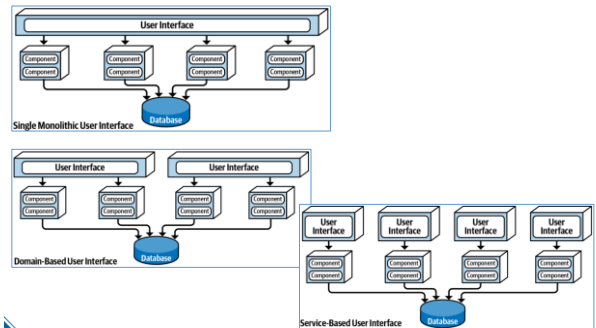 User Interface
Component Component Component Component
Component Component Component Component
Database
Single Monolithic User Interface
User Interface User Interface
Component Component Component Component
Component Component Component Component
Database
Domain-Based User Interface
User User User User
Interface Interface Interface Interface
Component Component Component Component
Component Component Component Component
Database
Service-Based User Interface